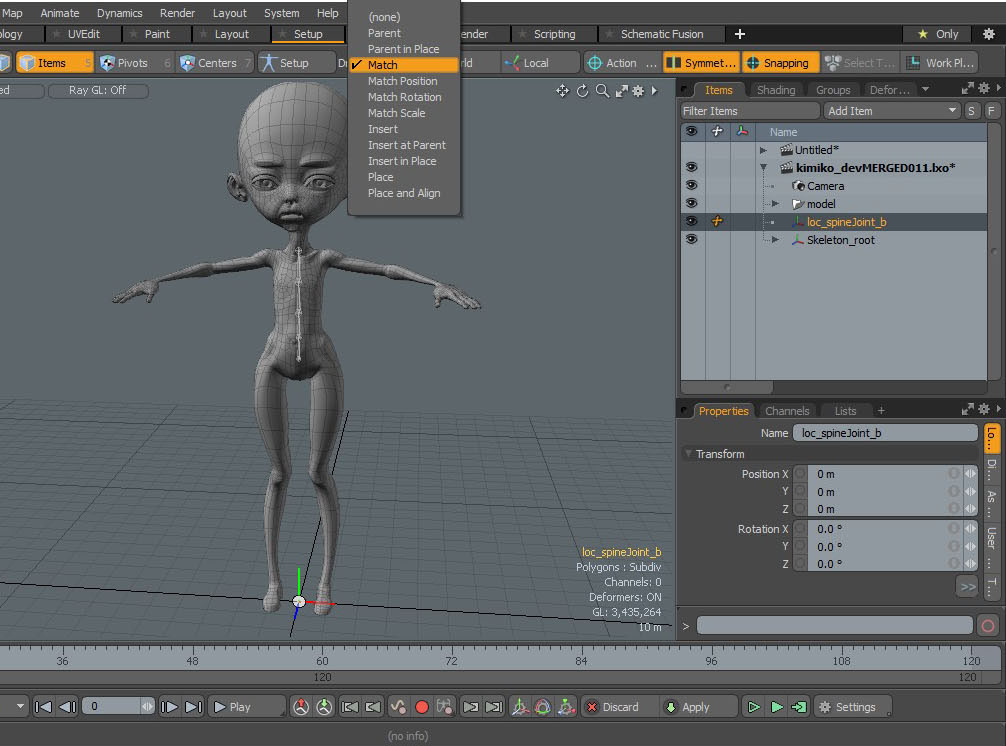 Map Animate Dynamics Render Layout System Help
ology UVEdit Paint Layout Setup ender Scripting Schematic Fusion + Only
Items 5 Pivots 6 Centers 7 Setup Dr ld Local Action ... Symmet... Snapping Select T... Work Pl...
(none)
Parent
Parent in Place
Match
Match Position
Match Rotation
Match Scale
Insert
Insert at Parent
Insert in Place
Place
Place and Align
ed Ray GL: Off
Items Shading Groups Defor...
Filter Items Add Item S F
Name
Untitled*
kimiko_devMERGED011.lxo*
Camera
model
loc_spineJoint_b
Skeleton_root
Properties Channels Lists +
Name loc_spineJoint_b
Transform
Position X 0 m
Y 0 m
Z 0 m
Rotation X 0.0 °
Y 0.0 °
Z 0.0 °
>>
Lo...
Di...
As...
User ...
T...
loc_spineJoint_b
Polygons : Subdiv
Channels: 0
Deformers: ON
GL: 3,435,264
10 m
>
36 48 60 72 84 96 108 120
120 120
0 Play Discard Apply Settings
(no info)